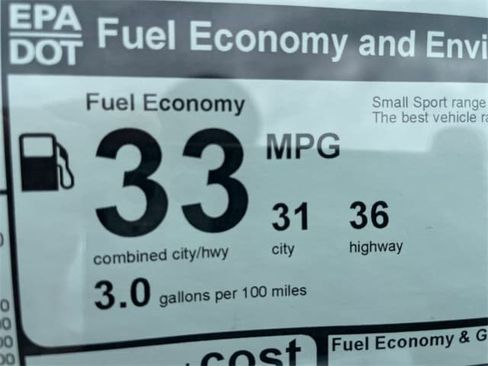 EPA
DOT
Fuel Economy and Envi
Fuel Economy
Small Sport range
The best vehicle ra
33
MPG
31
city
36
highway
combined city/hwy
3.0 gallons per 100 miles
cost
Fuel Economy & G